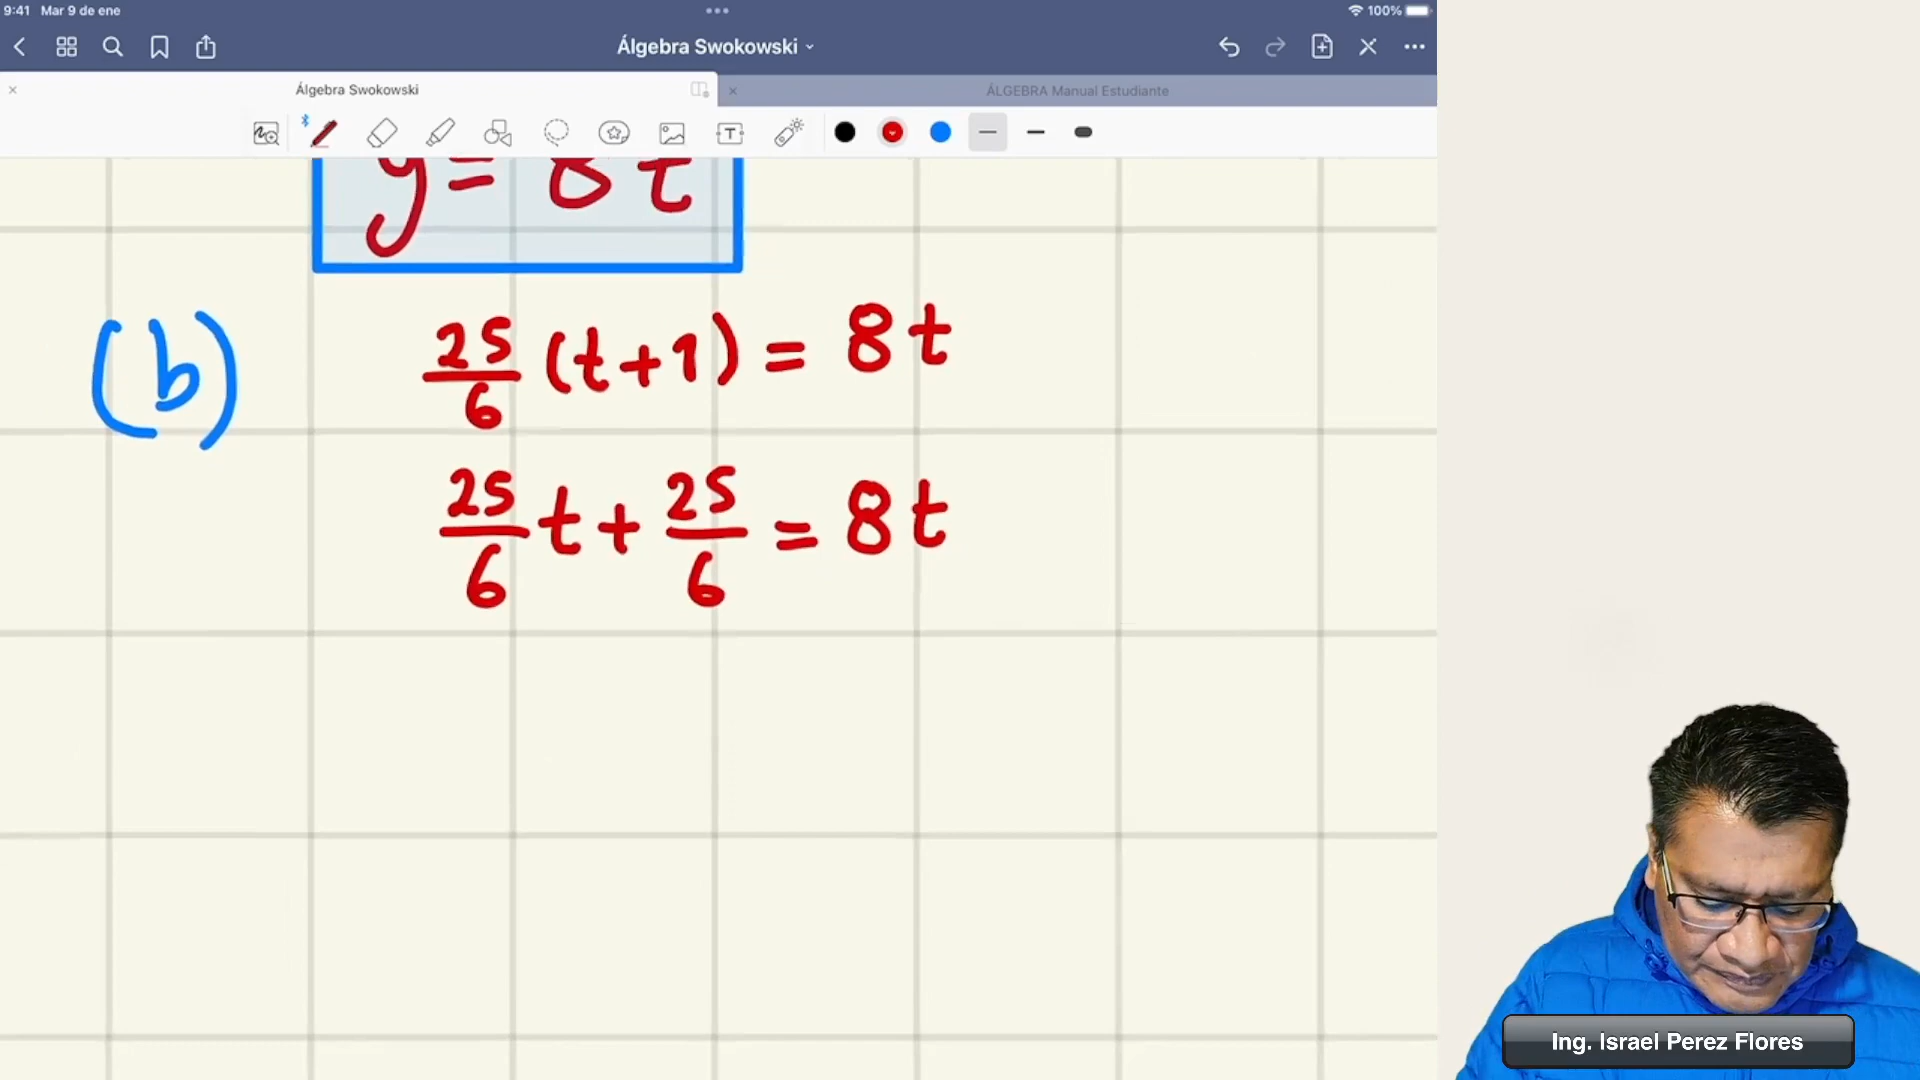 9:41 Mar 9 de ene
100%
Álgebra Swokowski
Álgebra Swokowski
ÁLGEBRA Manual Estudiante
T
y = 8t
(b)
25/6 (t+1) = 8t
25/6 t + 25/6 = 8t
Ing. Israel Perez Flores